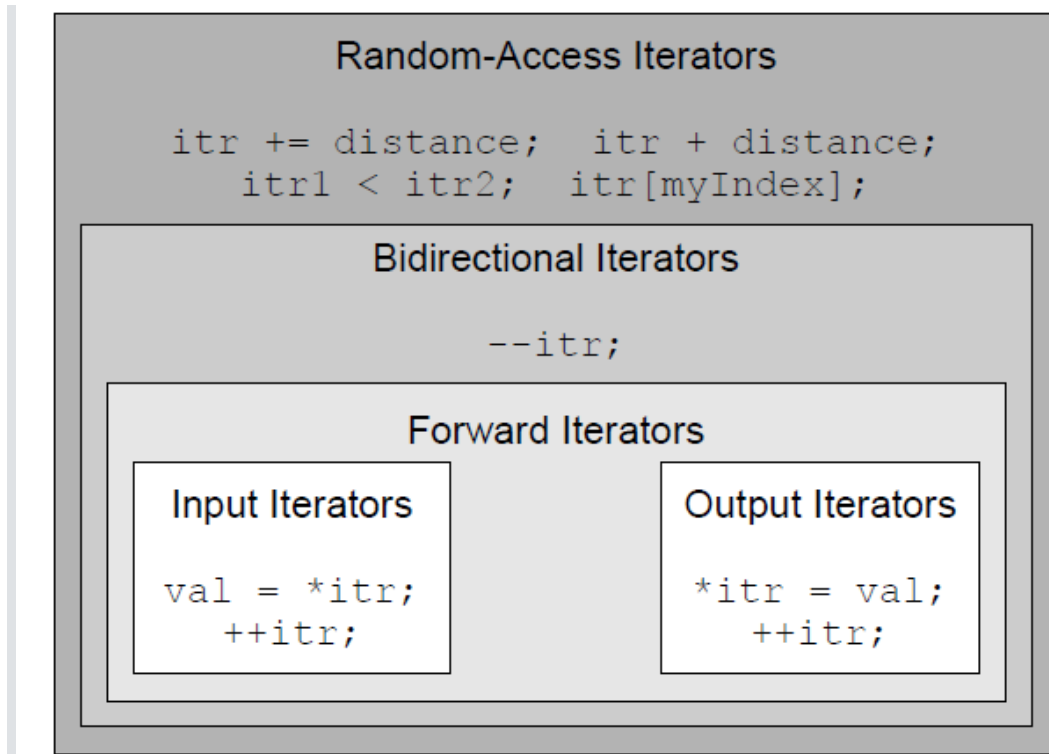 Random-Access Iterators
itr += distance;  itr + distance;
itr1 < itr2;  itr[myIndex];
Bidirectional Iterators
--itr;
Forward Iterators
Input Iterators
val = *itr;
++itr;
Output Iterators
*itr = val;
++itr;